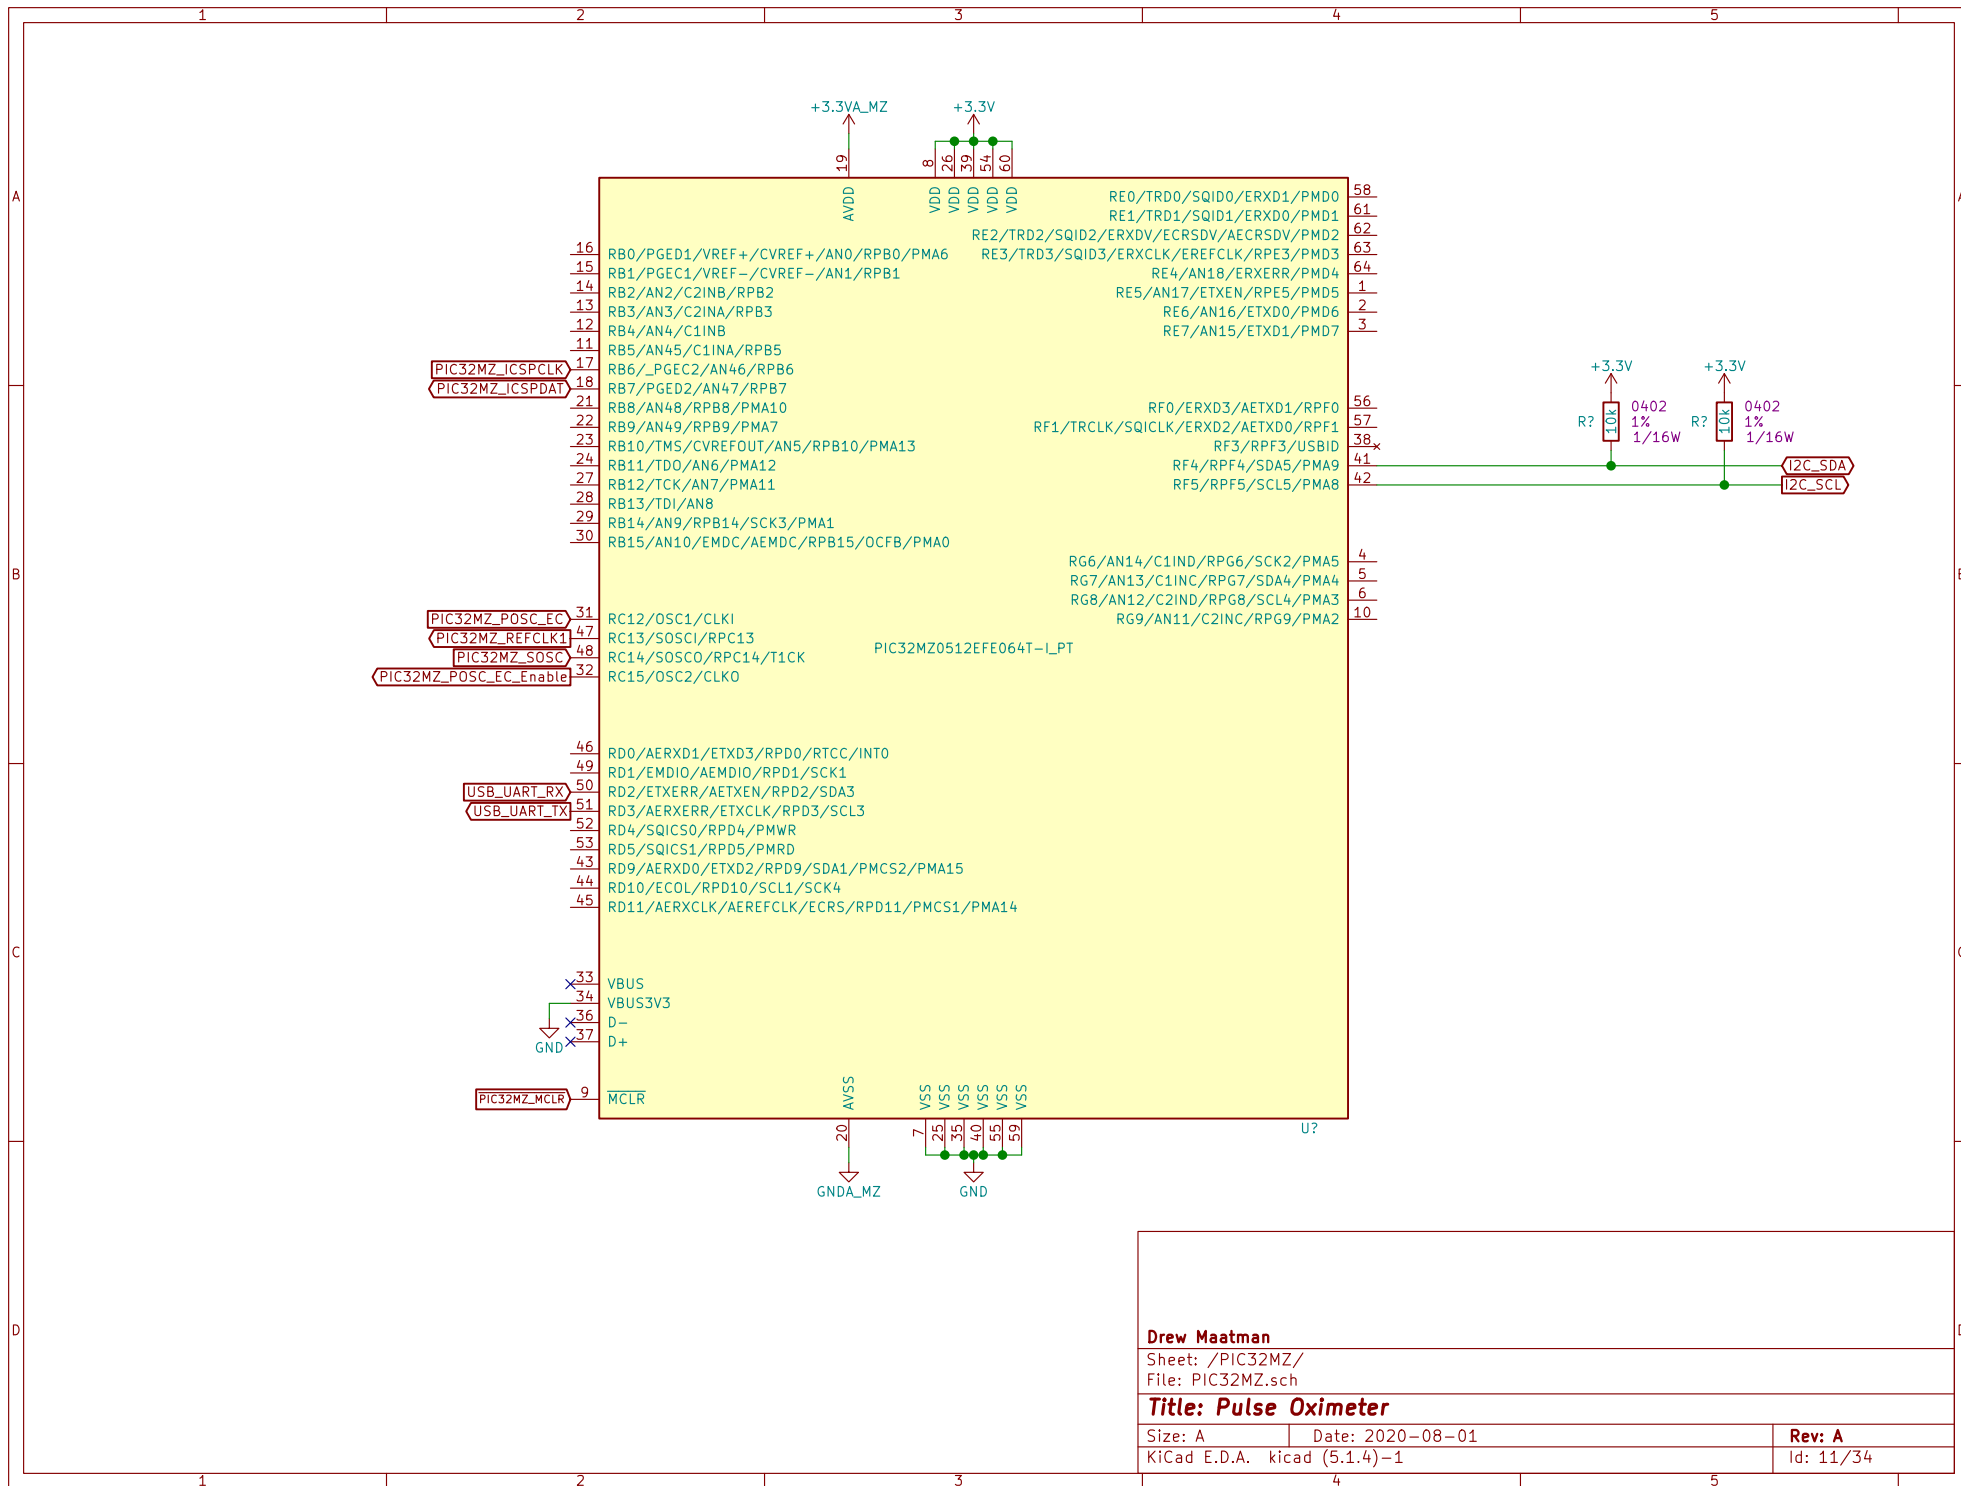 1 2 3 4 5
+3.3VA_MZ +3.3V
19 8 26 39 54 60
AVDD VDD VDD VDD VDD VDD
A
RE0/TRD0/SQID0/ERXD1/PMD0 58
RE1/TRD1/SQID1/ERXD0/PMD1 61
RE2/TRD2/SQID2/ERXDV/ECRSDV/AECRSDV/PMD2 62
16 RB0/PGED1/VREF+/CVREF+/AN0/RPB0/PMA6 RE3/TRD3/SQID3/ERXCLK/EREFCLK/RPE3/PMD3 63
15 RB1/PGEC1/VREF-/CVREF-/AN1/RPB1 RE4/AN18/ERXERR/PMD4 64
14 RB2/AN2/C2INB/RPB2 RE5/AN17/ETXEN/RPE5/PMD5 1
13 RB3/AN3/C2INA/RPB3 RE6/AN16/ETXD0/PMD6 2
12 RB4/AN4/C1INB RE7/AN15/ETXD1/PMD7 3
11 RB5/AN45/C1INA/RPB5
PIC32MZ_ICSPCLK 17 RB6/_PGEC2/AN46/RPB6 +3.3V +3.3V
PIC32MZ_ICSPDAT 18 RB7/PGED2/AN47/RPB7
21 RB8/AN48/RPB8/PMA10 RF0/ERXD3/AETXD1/RPF0 56 0402 0402
22 RB9/AN49/RPB9/PMA7 RF1/TRCLK/SQICLK/ERXD2/AETXD0/RPF1 57 R? 10k 1% R? 10k 1%
23 RB10/TMS/CVREFOUT/AN5/RPB10/PMA13 RF3/RPF3/USBID 38 1/16W 1/16W
24 RB11/TDO/AN6/PMA12 RF4/RPF4/SDA5/PMA9 41 I2C_SDA
27 RB12/TCK/AN7/PMA11 RF5/RPF5/SCL5/PMA8 42 I2C_SCL
28 RB13/TDI/AN8
29 RB14/AN9/RPB14/SCK3/PMA1
30 RB15/AN10/EMDC/AEMDC/RPB15/OCFB/PMA0
RG6/AN14/C1IND/RPG6/SCK2/PMA5 4
B RG7/AN13/C1INC/RPG7/SDA4/PMA4 5
RG8/AN12/C2IND/RPG8/SCL4/PMA3 6
PIC32MZ_POSC_EC 31 RC12/OSC1/CLKI RG9/AN11/C2INC/RPG9/PMA2 10
PIC32MZ_REFCLK1 47 RC13/SOSCI/RPC13
PIC32MZ0512EFE064T-I_PT
PIC32MZ_SOSC 48 RC14/SOSCO/RPC14/T1CK
PIC32MZ_POSC_EC_Enable 32 RC15/OSC2/CLKO
46 RD0/AERXD1/ETXD3/RPD0/RTCC/INT0
49 RD1/EMDIO/AEMDIO/RPD1/SCK1
USB_UART_RX 50 RD2/ETXERR/AETXEN/RPD2/SDA3
USB_UART_TX 51 RD3/AERXERR/ETXCLK/RPD3/SCL3
52 RD4/SQICS0/RPD4/PMWR
53 RD5/SQICS1/RPD5/PMRD
43 RD9/AERXD0/ETXD2/RPD9/SDA1/PMCS2/PMA15
44 RD10/ECOL/RPD10/SCL1/SCK4
45 RD11/AERXCLK/AEREFCLK/ECRS/RPD11/PMCS1/PMA14
C
33 VBUS
34 VBUS3V3
36 D-
37 D+
GND
PIC32MZ_MCLR 9 MCLR
AVSS VSS VSS VSS VSS VSS VSS
U?
20 7 25 35 40 55 59
GNDA_MZ GND
D
Drew Maatman
Sheet: /PIC32MZ/
File: PIC32MZ.sch
Title: Pulse Oximeter
Size: A Date: 2020-08-01 Rev: A
KiCad E.D.A. kicad (5.1.4)-1 Id: 11/34
1 2 3 4 5